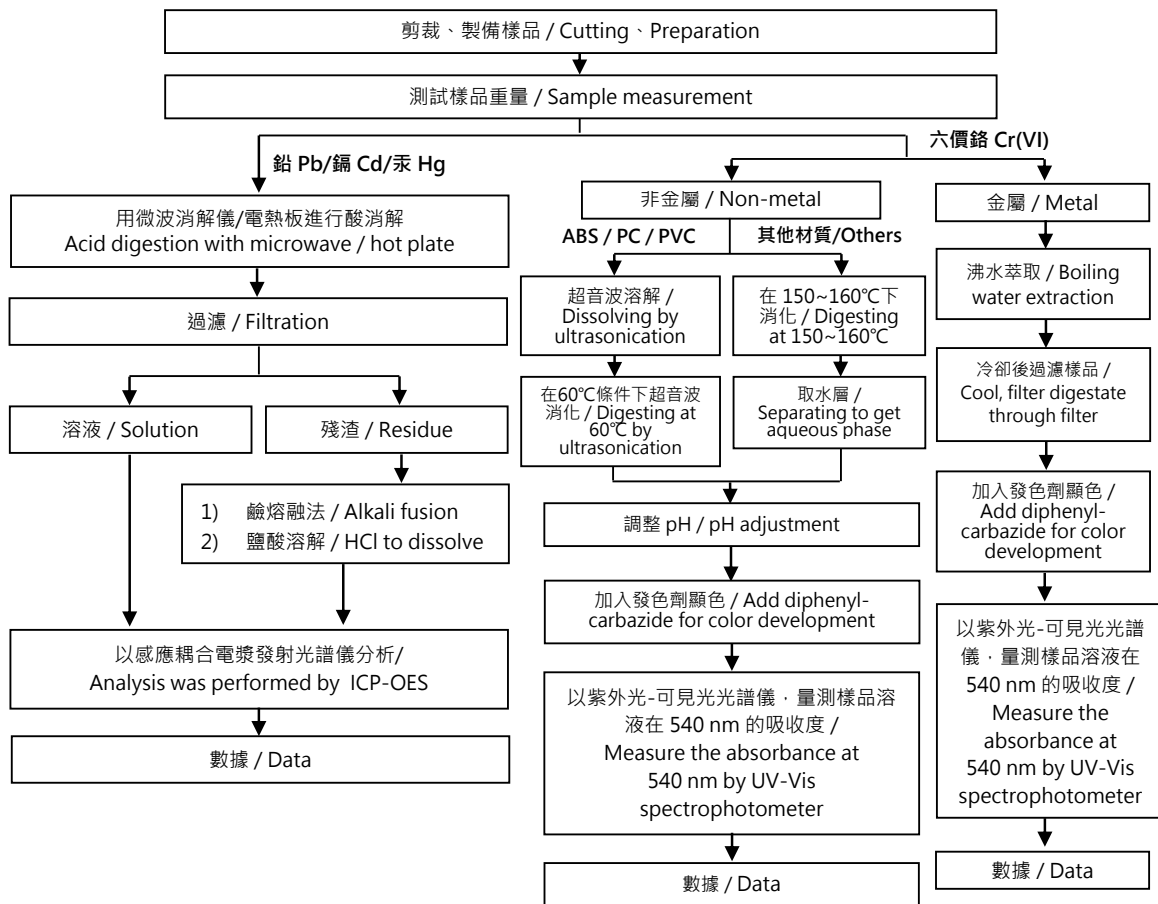 剪裁、製備樣品 / Cutting、Preparation
測試樣品重量 / Sample measurement
鉛 Pb/鎘 Cd/汞 Hg
六價鉻 Cr(VI)
用微波消解儀/電熱板進行酸消解
Acid digestion with microwave / hot plate
過濾 / Filtration
溶液 / Solution
殘渣 / Residue
1) 鹼熔融法 / Alkali fusion
2) 鹽酸溶解 / HCl to dissolve
以感應耦合電漿發射光譜儀分析/
Analysis was performed by ICP-OES
數據 / Data
非金屬 / Non-metal
ABS / PC / PVC
其他材質/Others
超音波溶解 /
Dissolving by
ultrasonication
在60℃條件下超音波
消化 / Digesting at
60℃ by
ultrasonication
在 150~160℃下
消化 / Digesting
at 150~160℃
取水層 /
Separating to get
aqueous phase
調整 pH / pH adjustment
加入發色劑顯色 / Add diphenyl-
carbazide for color development
以紫外光-可見光光譜儀，量測樣品溶
液在 540 nm 的吸收度 /
Measure the absorbance at
540 nm by UV-Vis
spectrophotometer
數據 / Data
金屬 / Metal
沸水萃取 / Boiling
water extraction
冷卻後過濾樣品 /
Cool, filter digestate
through filter
加入發色劑顯色 /
Add diphenyl-
carbazide for color
development
以紫外光-可見光光譜
儀，量測樣品溶液在
540 nm 的吸收度 /
Measure the
absorbance at
540 nm by UV-Vis
spectrophotometer
數據 / Data